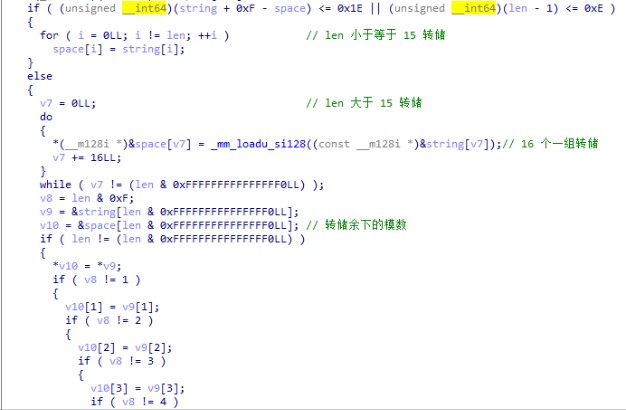 if ( (unsigned __int64)(string + 0xF - space) <= 0x1E || (unsigned __int64)(len - 1) <= 0xE )
{
for ( i = 0LL; i != len; ++i ) // len 小于等于 15 转储
space[i] = string[i];
}
else
{
v7 = 0LL; // len 大于 15 转储
do
{
*(__m128i *)&space[v7] = _mm_loadu_si128((const __m128i *)&string[v7]);// 16 个一组转储
v7 += 16LL;
}
while ( v7 != (len & 0xFFFFFFFFFFFFFFF0LL) );
v8 = len & 0xF;
v9 = &string[len & 0xFFFFFFFFFFFFFFF0LL];
v10 = &space[len & 0xFFFFFFFFFFFFFFF0LL]; // 转储余下的模数
if ( len != (len & 0xFFFFFFFFFFFFFFF0LL) )
{
*v10 = *v9;
if ( v8 != 1 )
{
v10[1] = v9[1];
if ( v8 != 2 )
{
v10[2] = v9[2];
if ( v8 != 3 )
{
v10[3] = v9[3];
if ( v8 != 4 )